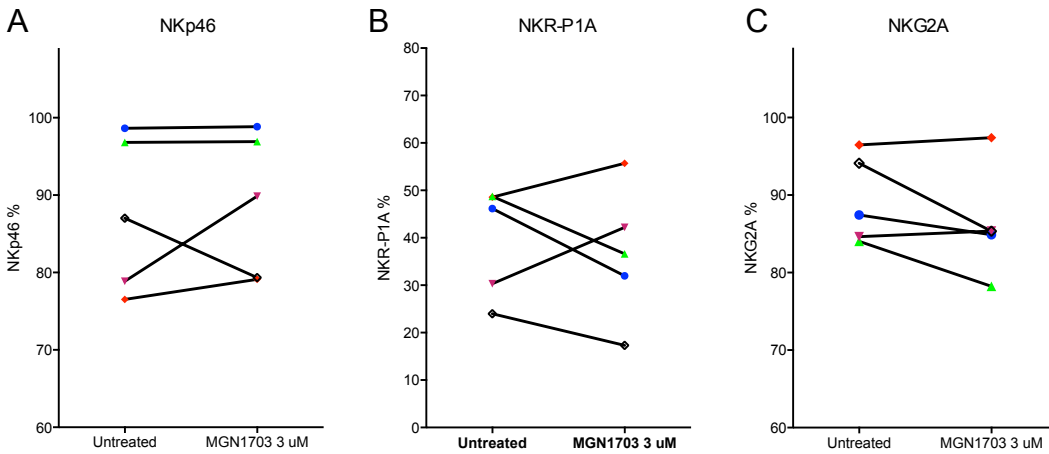 A
NKp46
NKp46 %
100
90
80
70
60
Untreated
MGN1703 3 uM
B
NKR-P1A
NKR-P1A %
80
70
60
50
40
30
20
10
0
Untreated
MGN1703 3 uM
C
NKG2A
NKG2A %
100
90
80
70
60
Untreated
MGN1703 3 uM